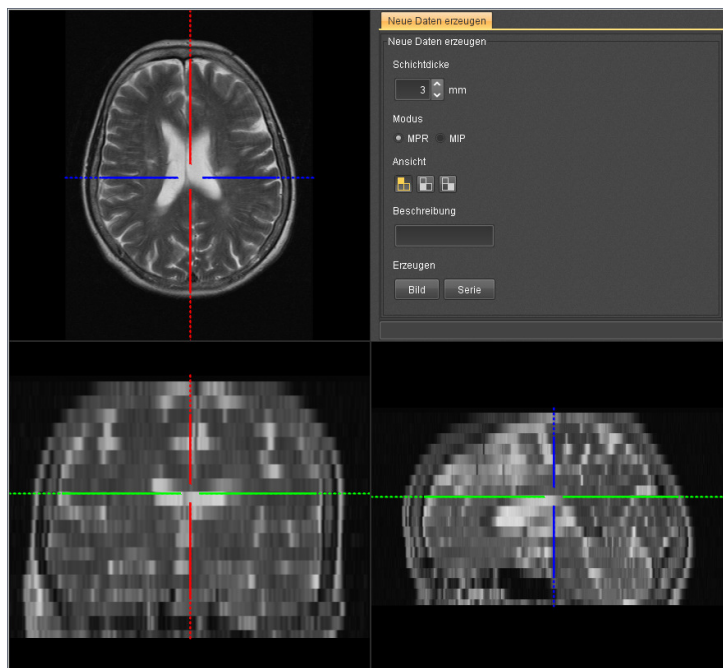 Neue Daten erzeugen
Neue Daten erzeugen
Schichtdicke
3 mm
Modus
MPR MIP
Ansicht
Beschreibung
Erzeugen
Bild Serie